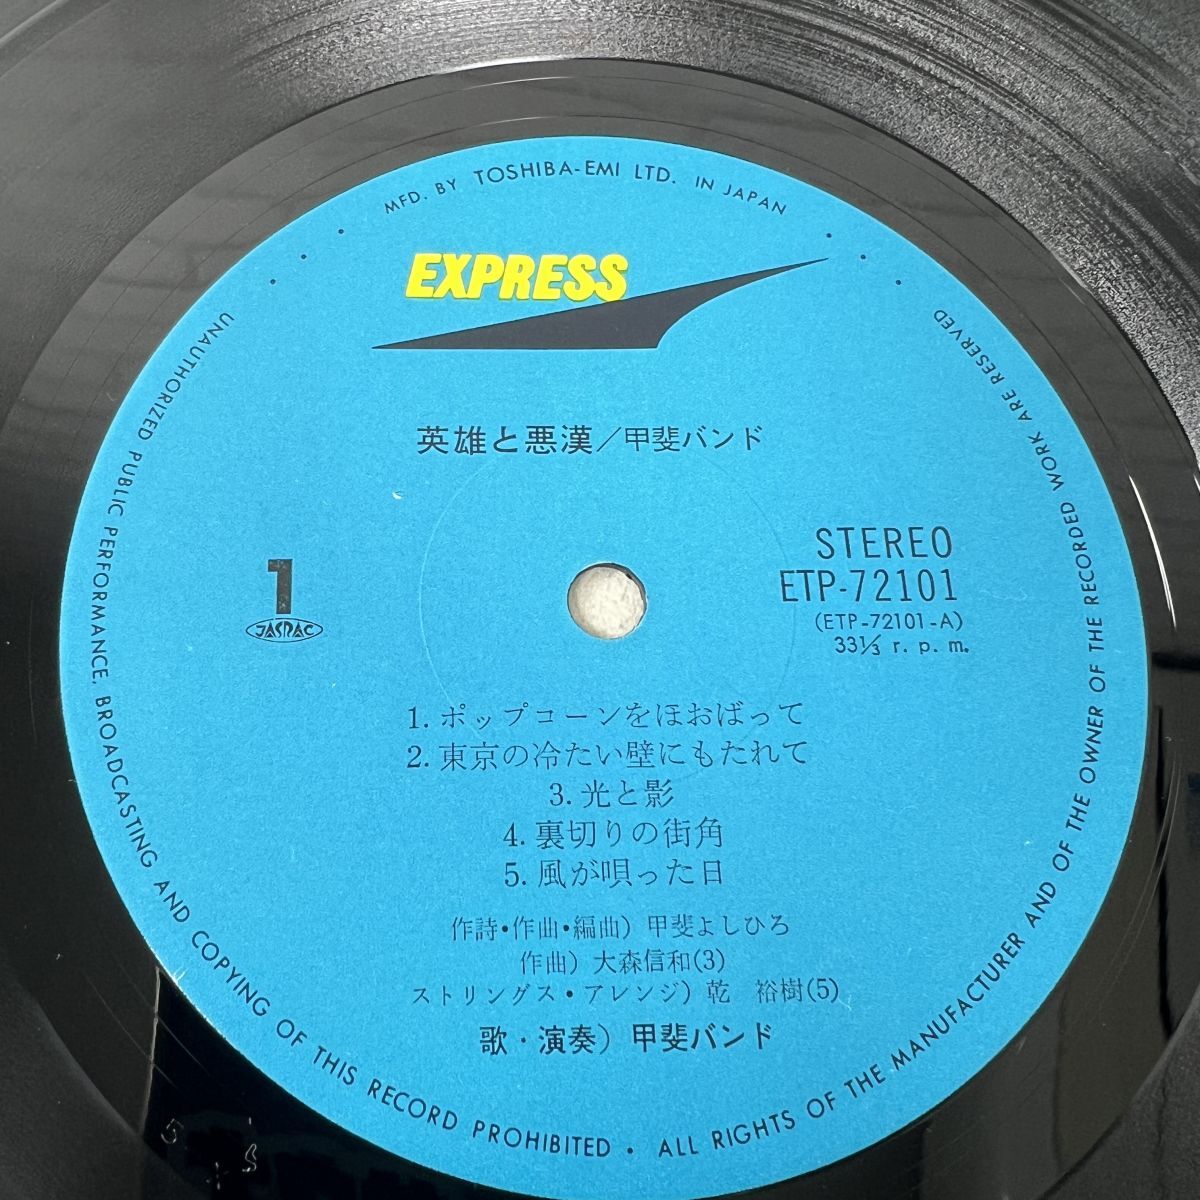 MFD. BY TOSHIBA-EMI LTD. IN JAPAN
EXPRESS
英雄と悪漢/甲斐バンド
STEREO
ETP-72101
(ETP-72101-A)
33⅓ r.p.m.
1
JASRAC
1. ポップコーンをほおばって
2. 東京の冷たい壁にもたれて
3. 光と影
4. 裏切りの街角
5. 風が唄った日
作詩・作曲・編曲) 甲斐よしひろ
作曲) 大森信和(3)
ストリングス・アレンジ) 乾 裕樹(5)
歌・演奏) 甲斐バンド
UNAUTHORIZED PUBLIC PERFORMANCE, BROADCASTING AND COPYING OF THIS RECORD PROHIBITED • ALL RIGHTS OF THE MANUFACTURER AND OF THE OWNER OF THE RECORDED WORK ARE RESERVED